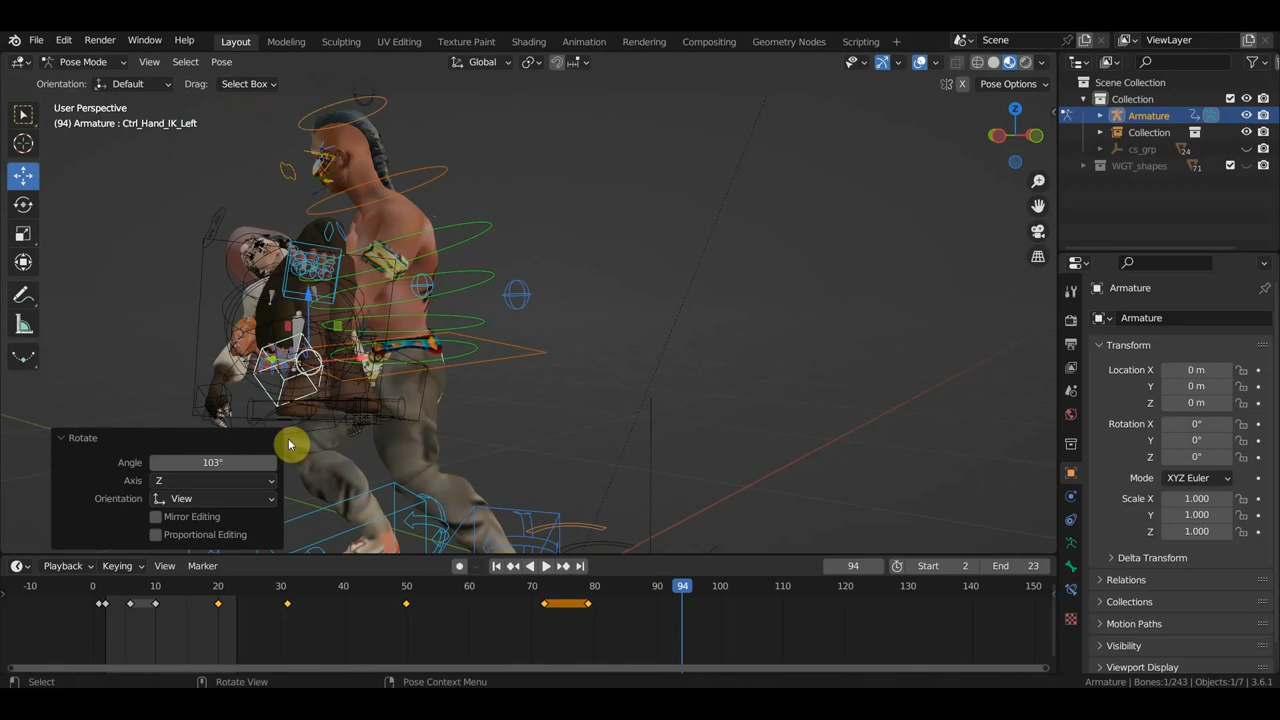 File Edit Render Window Help Layout Modeling Sculpting UV Editing Texture Paint Shading Animation Rendering Compositing Geometry Nodes Scripting + Scene ViewLayer
Pose Mode View Select Pose Global
Orientation: Default Drag: Select Box X Pose Options
User Perspective
(94) Armature : Ctrl_Hand_IK_Left
Z
Rotate
Angle 103°
Axis Z
Orientation View
Mirror Editing
Proportional Editing
Playback Keying View Marker 94 Start 2 End 23
-10 0 10 20 30 40 50 60 70 80 90 94 100 110 120 130 140 150
Select Rotate View Pose Context Menu Armature | Bones:1/243 | Objects:1/7 | 3.6.1
Scene Collection
Collection
Armature
Collection
cs_grp 24
WGT_shapes 71
Armature
Armature
Transform
Location X 0 m
Y 0 m
Z 0 m
Rotation X 0°
Y 0°
Z 0°
Mode XYZ Euler
Scale X 1.000
Y 1.000
Z 1.000
Delta Transform
Relations
Collections
Motion Paths
Visibility
Viewport Display